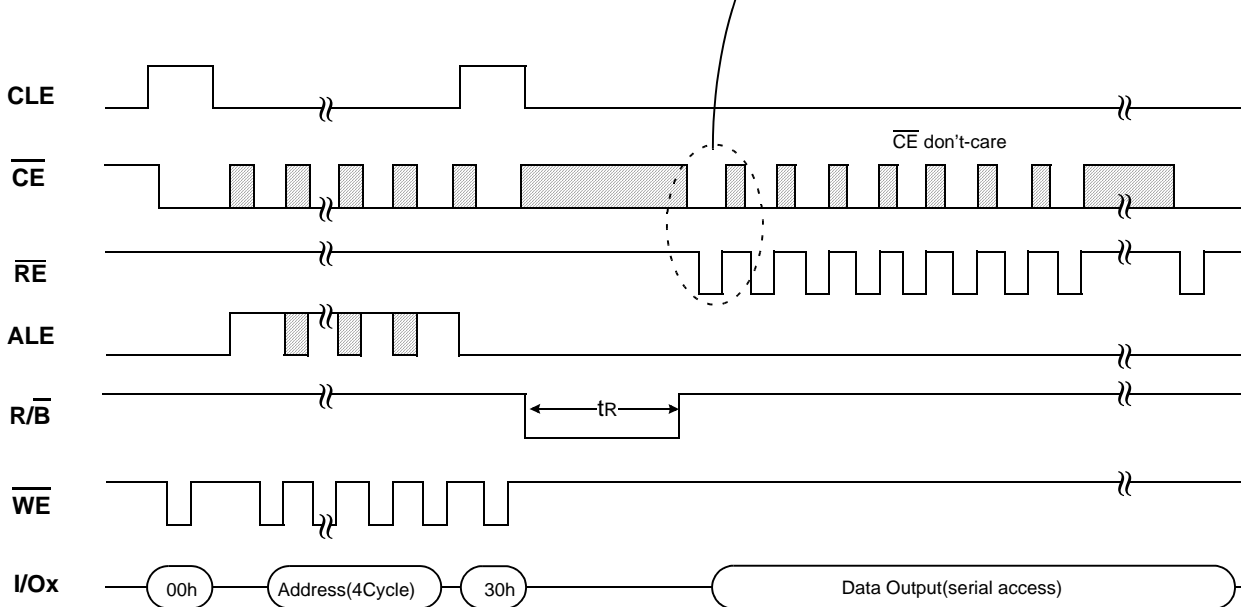 CLE
CE don't-care
CE
RE
ALE
R/B
tR
WE
I/Ox
00h
Address(4Cycle)
30h
Data Output(serial access)